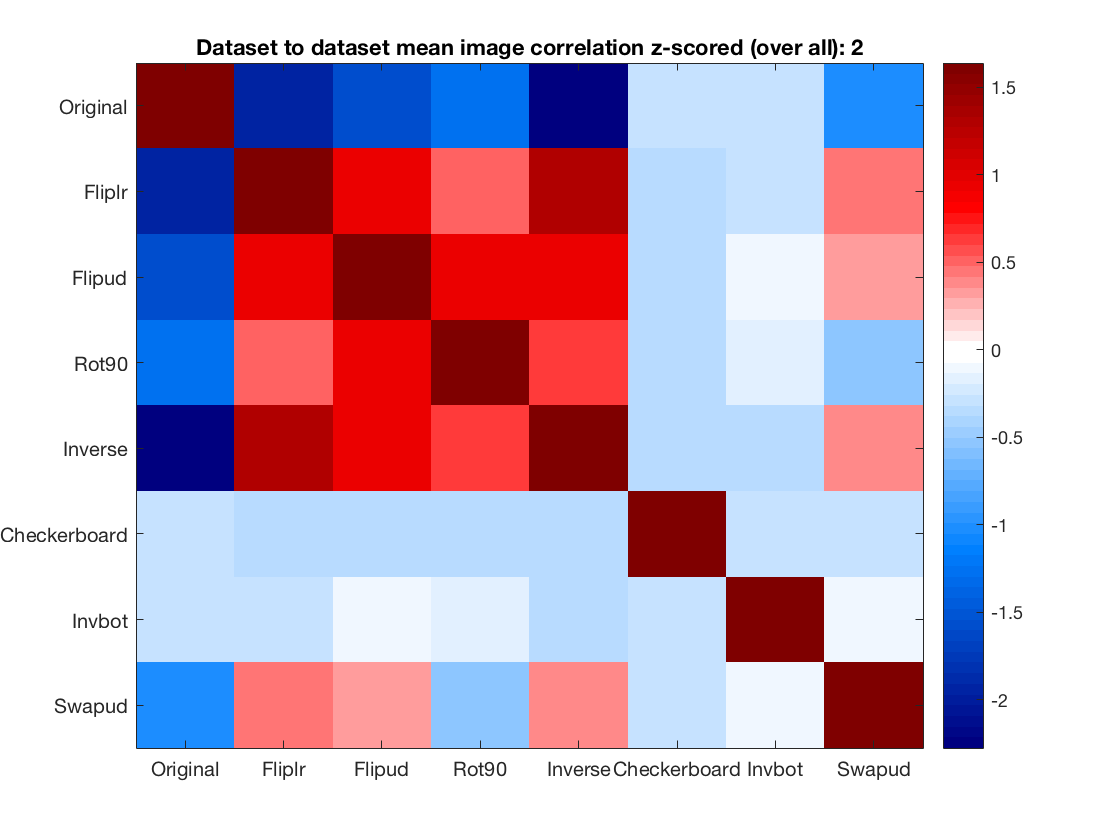 Dataset to dataset mean image correlation z-scored (over all): 2
Original
Fliplr
Flipud
Rot90
Inverse
Checkerboard
Invbot
Swapud
Original Fliplr Flipud Rot90 Inverse Checkerboard Invbot Swapud
1.5
1
0.5
0
-0.5
-1
-1.5
-2